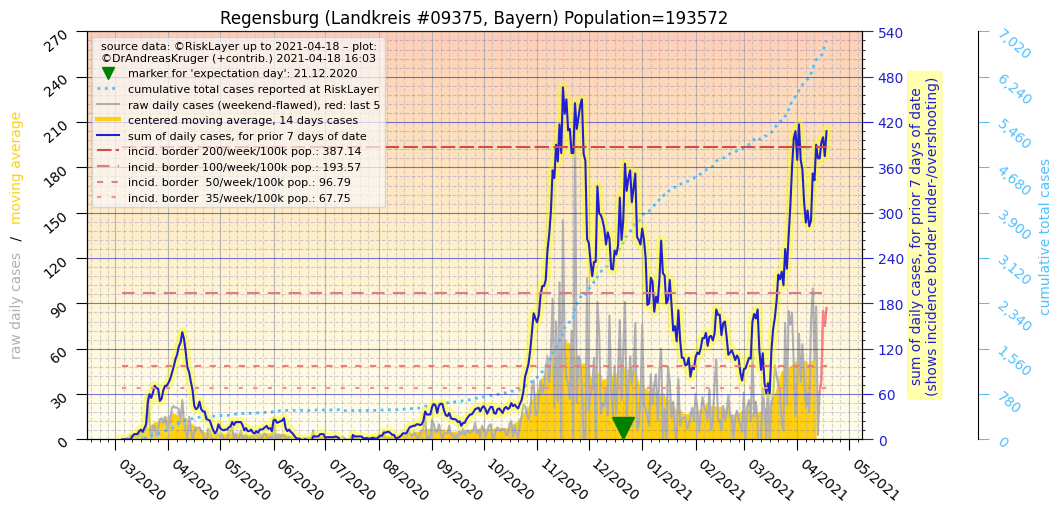 Regensburg (Landkreis #09375, Bayern) Population=193572
source data: ©RiskLayer up to 2021-04-18 – plot:
©DrAndreasKruger (+contrib.) 2021-04-18 16:03
marker for 'expectation day': 21.12.2020
cumulative total cases reported at RiskLayer
raw daily cases (weekend-flawed), red: last 5
centered moving average, 14 days cases
sum of daily cases, for prior 7 days of date
incid. border 200/week/100k pop.: 387.14
incid. border 100/week/100k pop.: 193.57
incid. border  50/week/100k pop.: 96.79
incid. border  35/week/100k pop.: 67.75
raw daily cases   /   moving average
270
240
210
180
150
120
90
60
30
0
03/2020
04/2020
05/2020
06/2020
07/2020
08/2020
09/2020
10/2020
11/2020
12/2020
01/2021
02/2021
03/2021
04/2021
05/2021
540
480
420
360
300
240
180
120
60
0
sum of daily cases, for prior 7 days of date
(shows incidence border under-/overshooting)
7,020
6,240
5,460
4,680
3,900
3,120
2,340
1,560
780
0
cumulative total cases